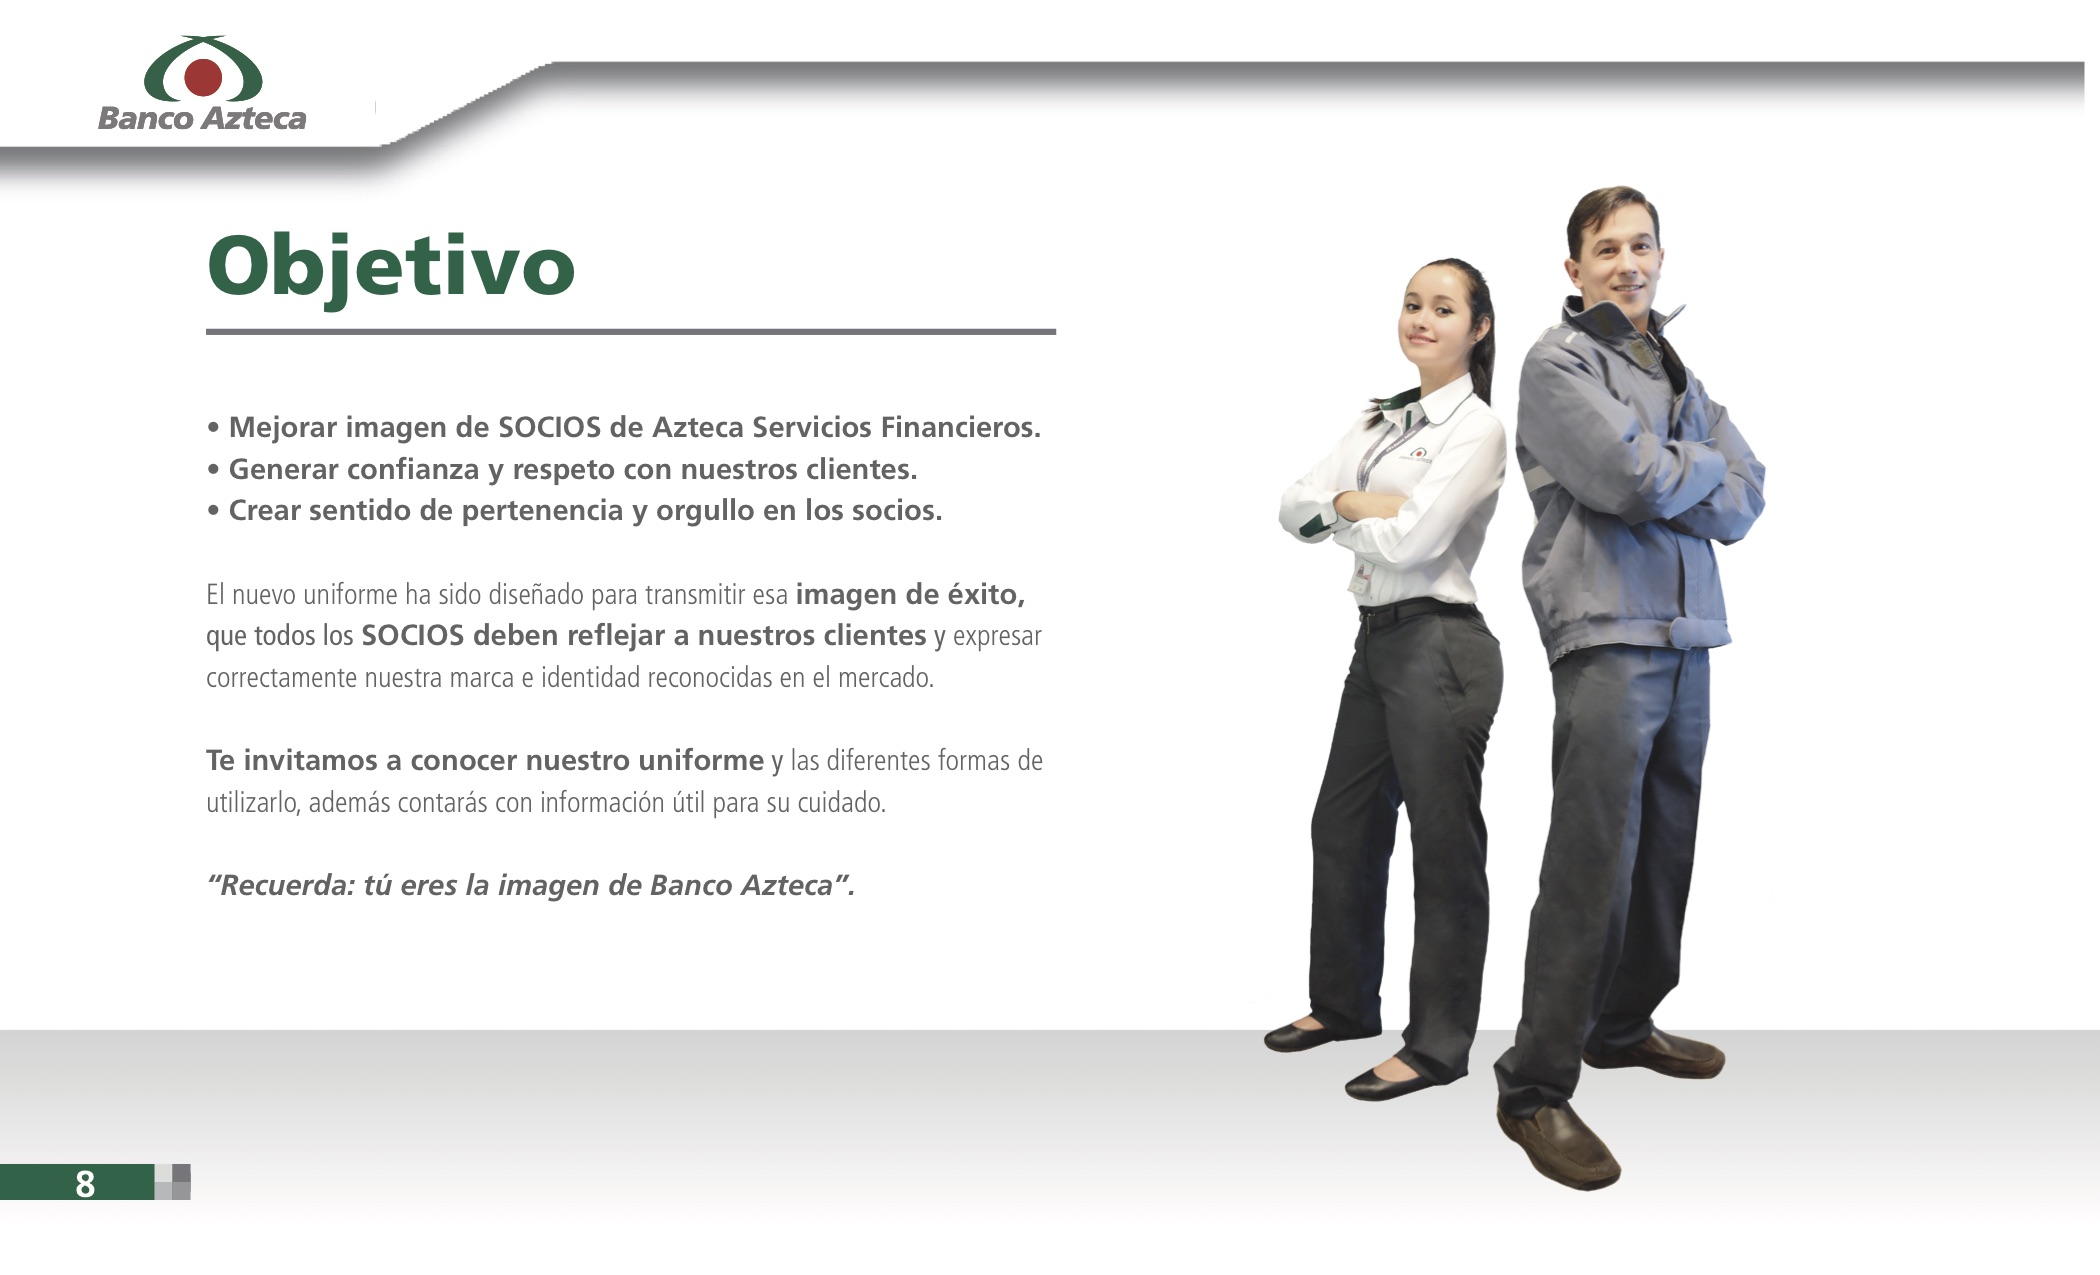 Banco Azteca
Objetivo
• Mejorar imagen de SOCIOS de Azteca Servicios Financieros.
• Generar confianza y respeto con nuestros clientes.
• Crear sentido de pertenencia y orgullo en los socios.
El nuevo uniforme ha sido diseñado para transmitir esa imagen de éxito,
que todos los SOCIOS deben reflejar a nuestros clientes y expresar
correctamente nuestra marca e identidad reconocidas en el mercado.
Te invitamos a conocer nuestro uniforme y las diferentes formas de
utilizarlo, además contarás con información útil para su cuidado.
“Recuerda: tú eres la imagen de Banco Azteca”.
8